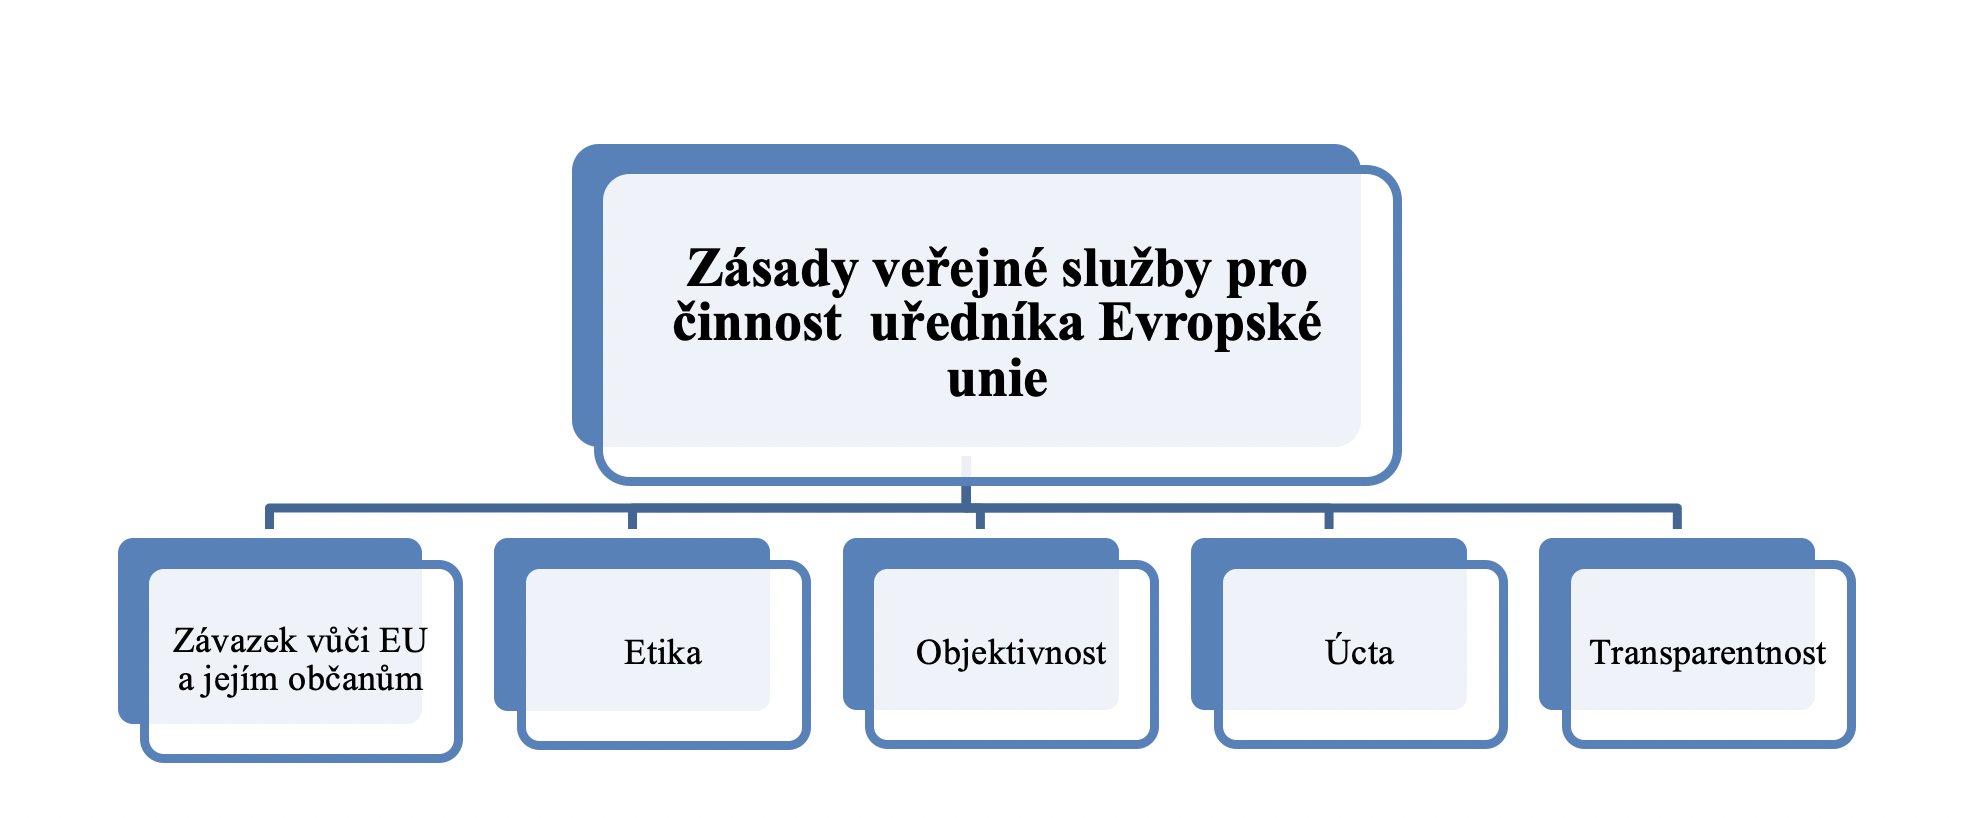 Zásady veřejné služby pro
činnost  uředníka Evropské
unie
Závazek vůči EU
a jejím občanům
Etika
Objektivnost
Úcta
Transparentnost